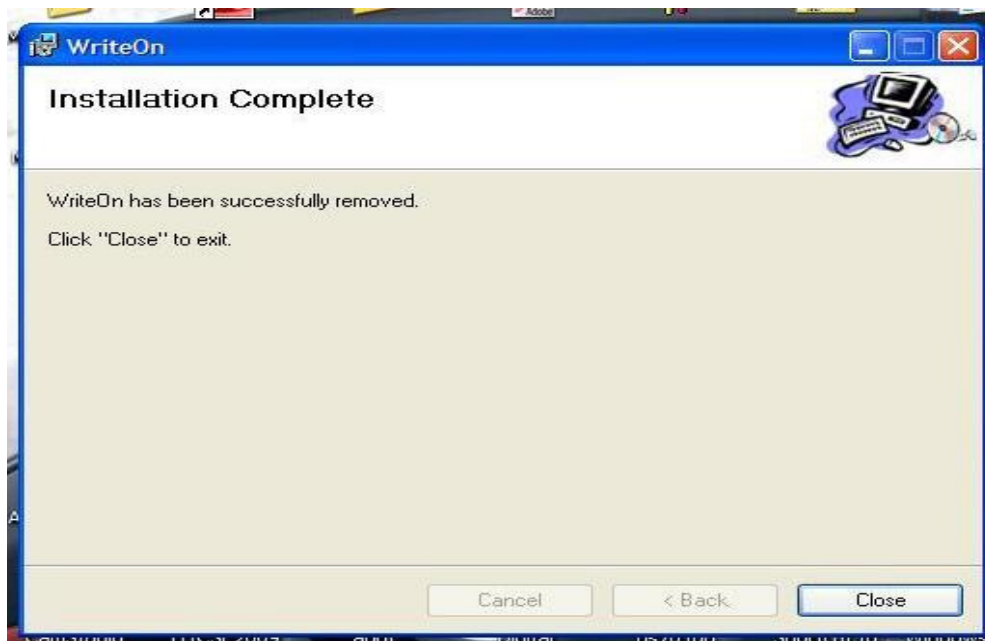 Adobe
WriteOn
Installation Complete
WriteOn has been successfully removed.
Click "Close" to exit.
Cancel
< Back
Close